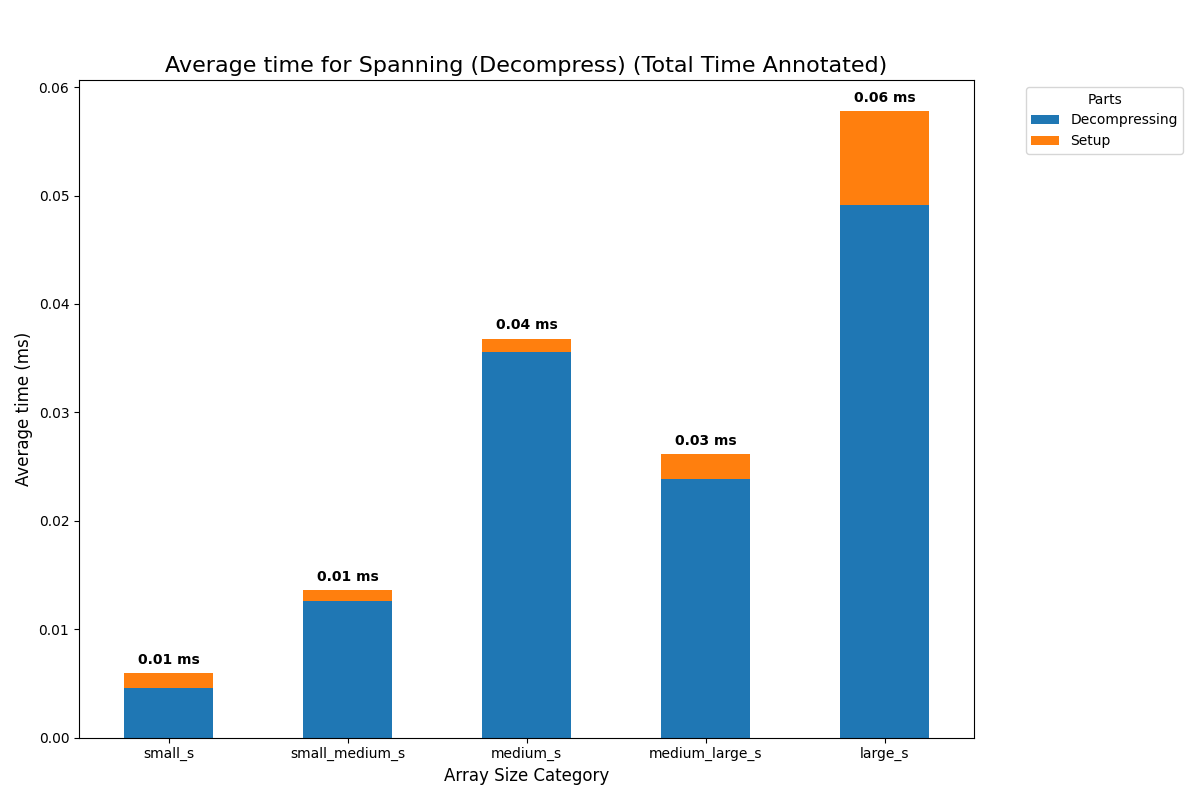 Average time for Spanning (Decompress) (Total Time Annotated)
0.06
0.05
0.04
0.03
0.02
0.01
0.00
Average time (ms)
0.01 ms
0.01 ms
0.04 ms
0.03 ms
0.06 ms
small_s
small_medium_s
medium_s
medium_large_s
large_s
Array Size Category
Parts
Decompressing
Setup